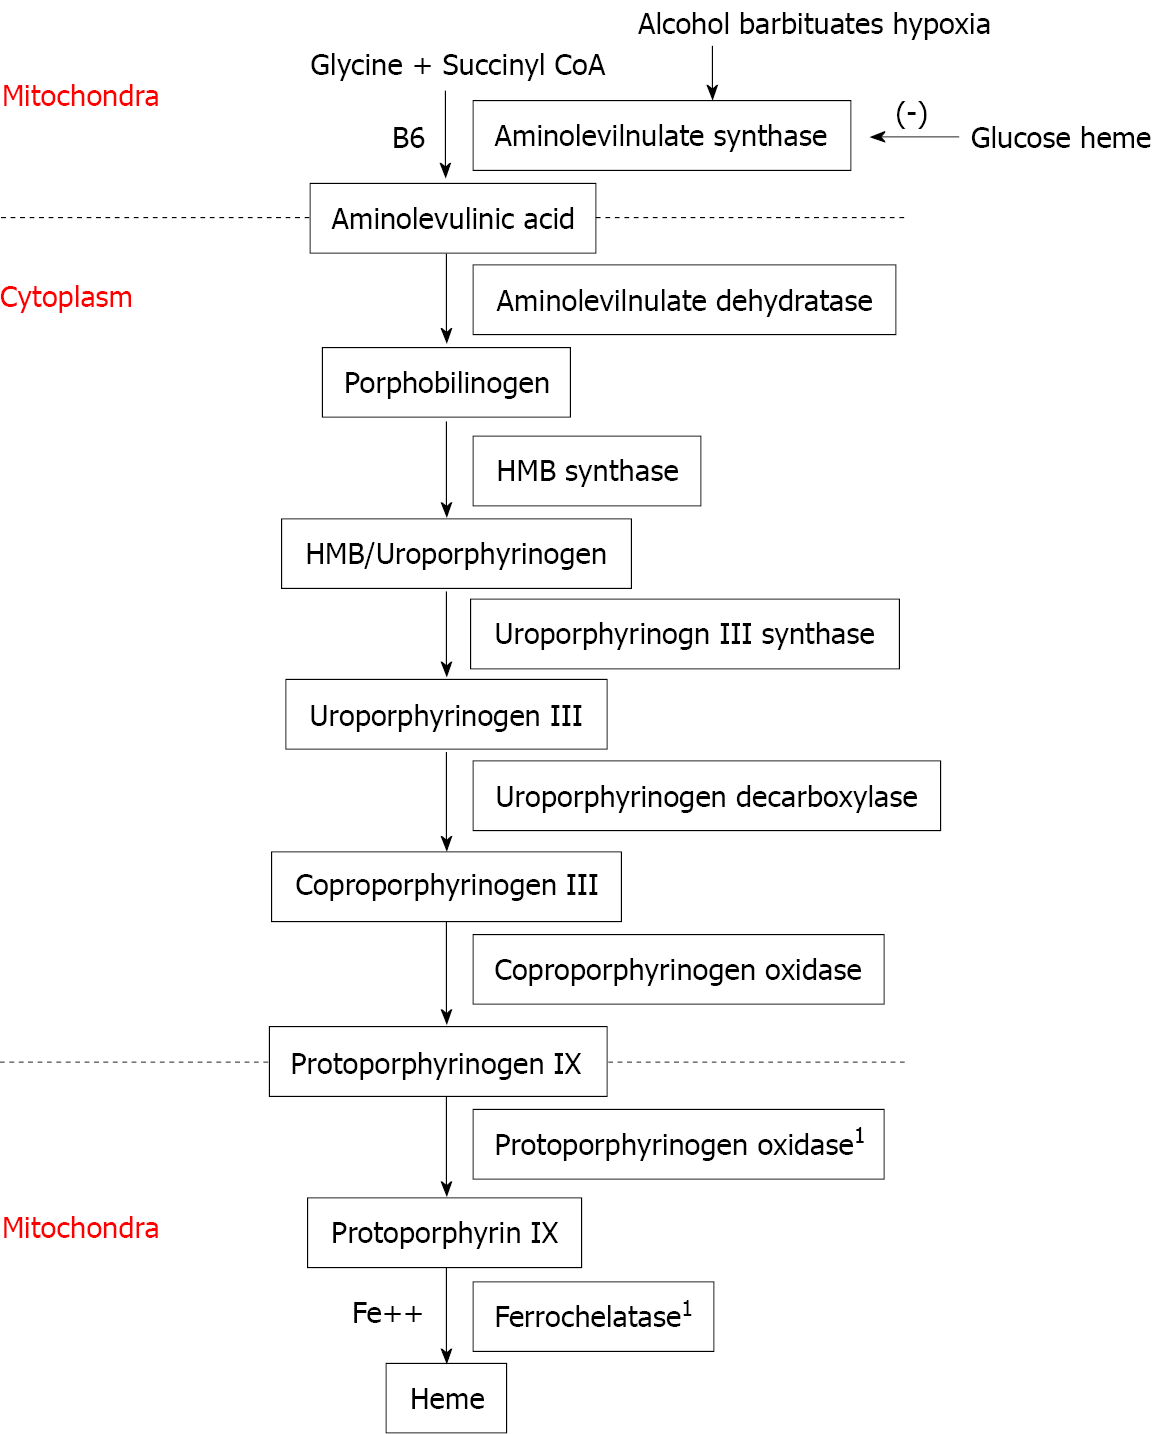 Alcohol barbituates hypoxia
Glycine + Succinyl CoA
Mitochondra
(-)
B6
Aminolevilnulate synthase
Glucose heme
Aminolevulinic acid
Cytoplasm
Aminolevilnulate dehydratase
Porphobilinogen
HMB synthase
HMB/Uroporphyrinogen
Uroporphyrinogn III synthase
Uroporphyrinogen III
Uroporphyrinogen decarboxylase
Coproporphyrinogen III
Coproporphyrinogen oxidase
Protoporphyrinogen IX
Protoporphyrinogen oxidase¹
Mitochondra
Protoporphyrin IX
Fe++
Ferrochelatase¹
Heme